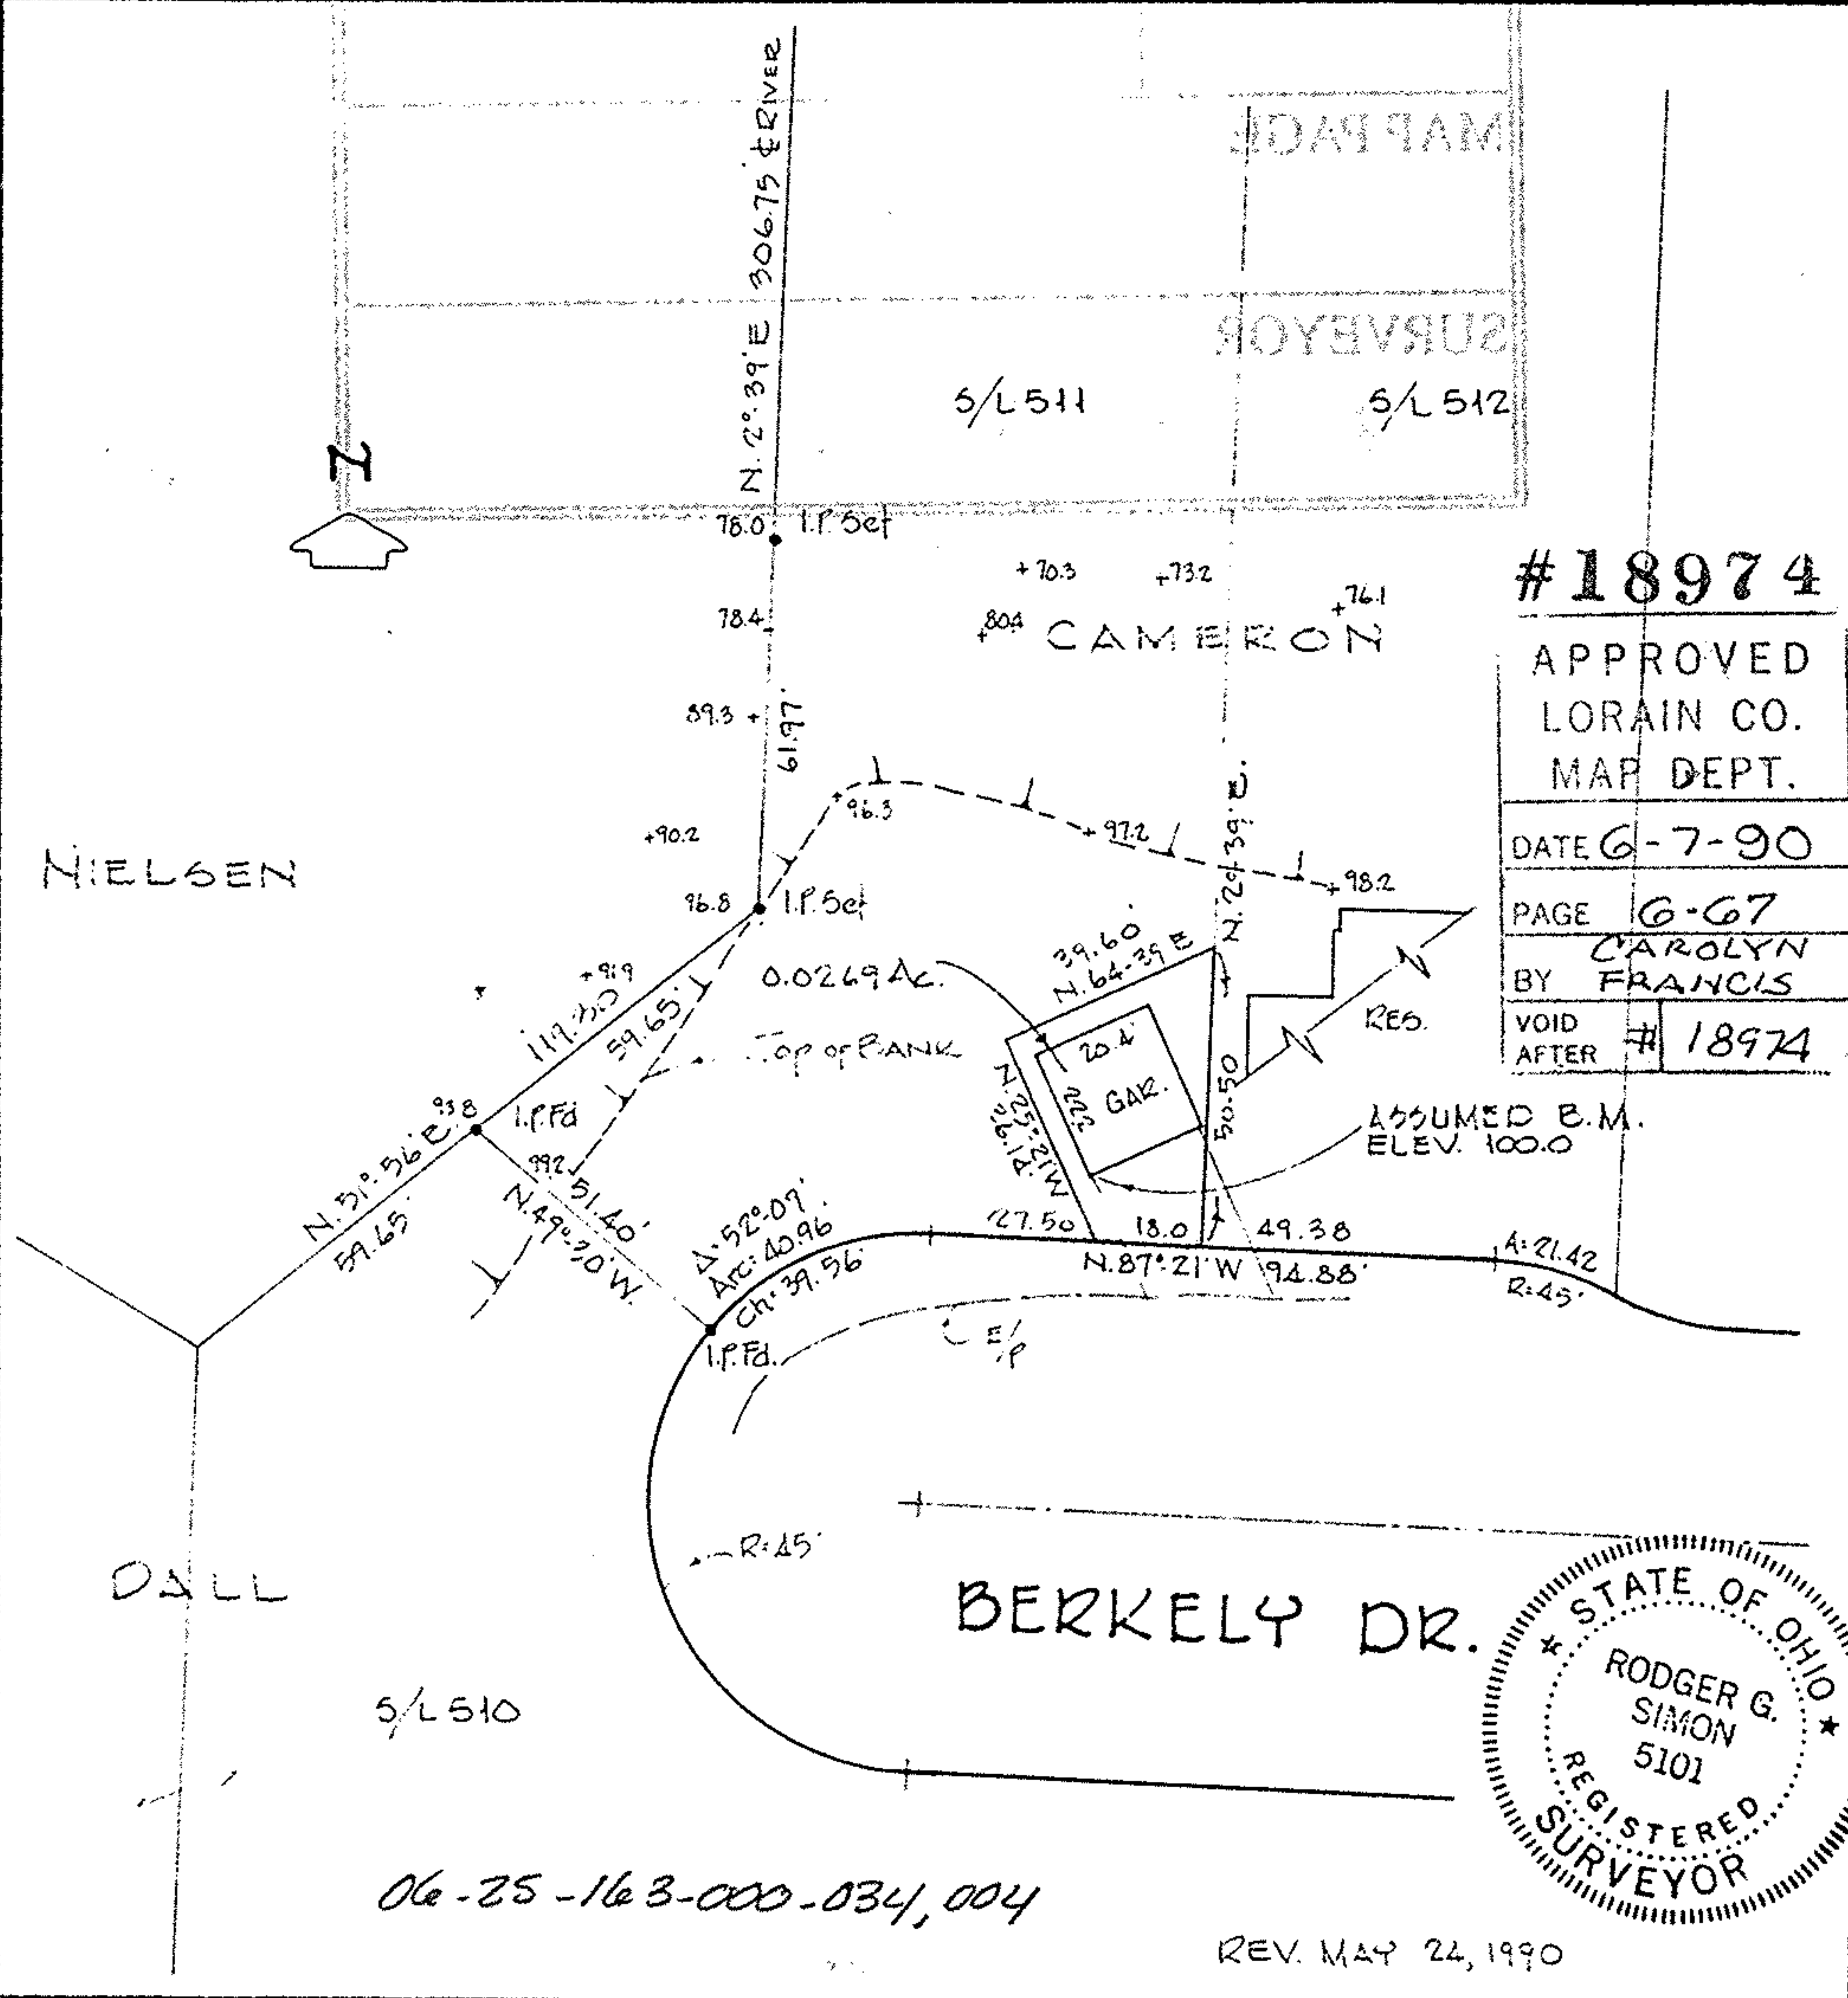 MAP PAGE
SURVEYOR
N. 2°-39' E 306.75' ℄ RIVER
S/L 511
S/L 512
N
78.0 I.P. Set
+ 70.3
+ 73.2
+ 76.1
78.4
+ 80.4
CAMERON
89.3 +
61.97'
+ 96.3
+ 90.2
+ 97.2
+ 98.2
N. 2°-39' E.
NIELSEN
96.8 I.P. Set
#18974
APPROVED
LORAIN CO.
MAP DEPT.
DATE 6-7-90
PAGE 6-67
CAROLYN
BY FRANCIS
VOID
AFTER # 18974
39.60'
N. 64-39 E
0.0269 Ac.
+ 91.9
119.30'
59.65'
Top of BANK
20.4'
GAR.
RES.
N. 25°-21' W
50.50
ASSUMED B.M.
ELEV. 100.0
93.8 I.P. Fd
N. 51°-56' E.
59.65'
99.2
51.40'
N. 49°-20' W.
Δ=52°-09'
Arc=40.96'
Ch=39.56'
27.50 18.0 49.38
N. 87°-21' W 94.88'
A=21.42
R=45'
I.P. Fd.
E/P
R=45'
DALL
BERKELY DR.
S/L 510
STATE OF OHIO
RODGER G.
SIMON
5101
REGISTERED
SURVEYOR
06-25-163-000-034, 004
REV. MAY 24, 1990